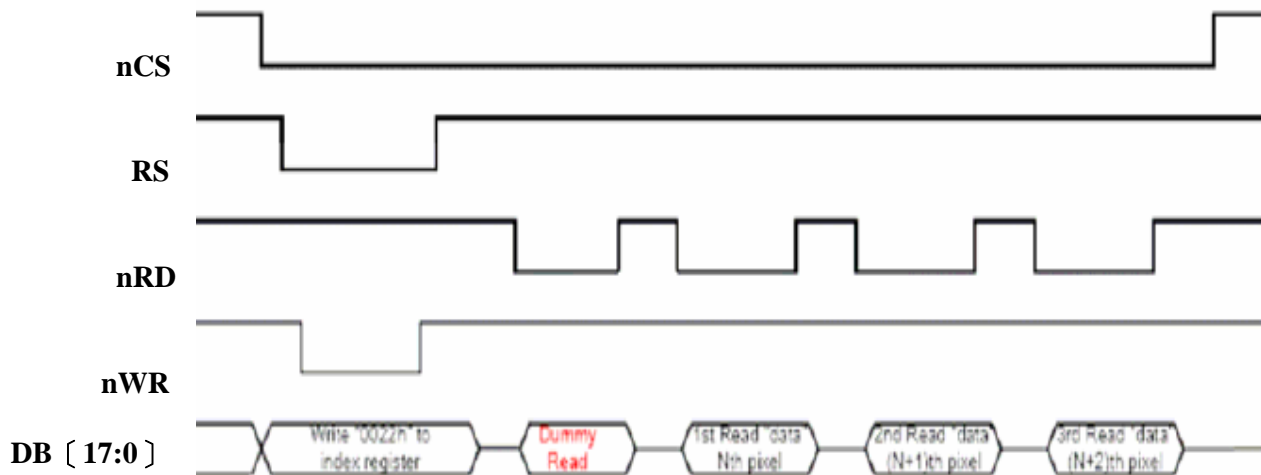 nCS
RS
nRD
nWR
DB〔17:0〕
Write "0022h" to
index register
Dummy
Read
1st Read "data"
Nth pixel
2nd Read "data"
(N+1)th pixel
3rd Read "data"
(N+2)th pixel